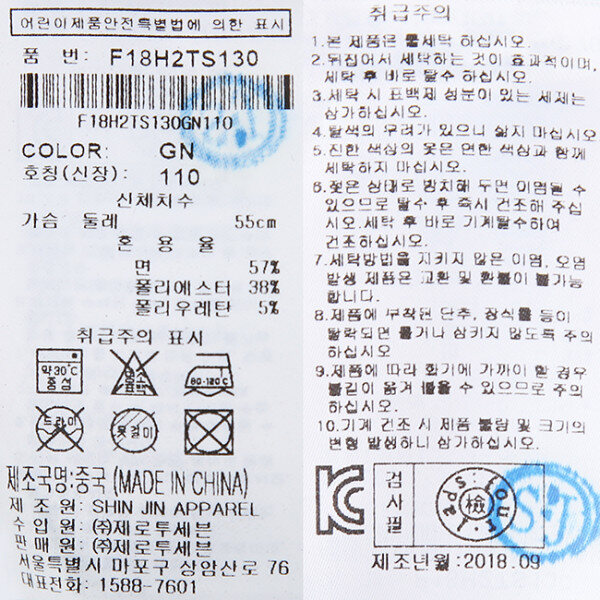 어린이제품안전특별법에 의한 표시
품 번: F18H2TS130
F18H2TS130GN110
COLOR: GN
호칭(신장): 110
신체치수
가슴 둘레 55cm
혼 용 율
면 57%
폴리에스터 38%
폴리우레탄 5%
취급주의 표시
약30℃
중성
염소
표백
80-120℃
드라이
옷걸이
제조국명:중국 (MADE IN CHINA)
제 조 원: SHIN JIN APPAREL
수 입 원: ㈜제로투세븐
판 매 원: ㈜제로투세븐
서울특별시 마포구 상암산로 76
대표전화: 1588-7601
취급주의
1.본 제품은 물세탁 하십시오.
2.뒤집어서 세탁하는 것이 효과적이며,
세탁 후 바로 탈수 하십시오.
3.세탁 시 표백제 성분이 있는 세제는
삼가하십시오.
4.탈색의 우려가 있으니 삶지 마십시오
5.진한 색상의 옷은 연한 색상과 함께
세탁하지 마십시오.
6.젖은 상태로 방치해 두면 이염될 수
있으므로 탈수 후 즉시 건조해 주십
시오.세탁 후 바로 기계탈수하여
건조하십시오.
7.세탁방법을 지키지 않은 이염, 오염
발생 제품은 교환 및 환불이 불가능
합니다.
8.제품에 부착된 단추, 장식물 등이
탈락되면 물거나 삼키지 않도록 주의
하십시오
9.제품에 따라 화기에 가까이 할 경우
불길이 옮겨 붙을 수 있으므로 주의
하십시오.
10.기계 건조 시 제품 불량 및 크기의
변형 발생하니 삼가하십시오.
검
사
필
檢
S.J
제조년월:2018.09